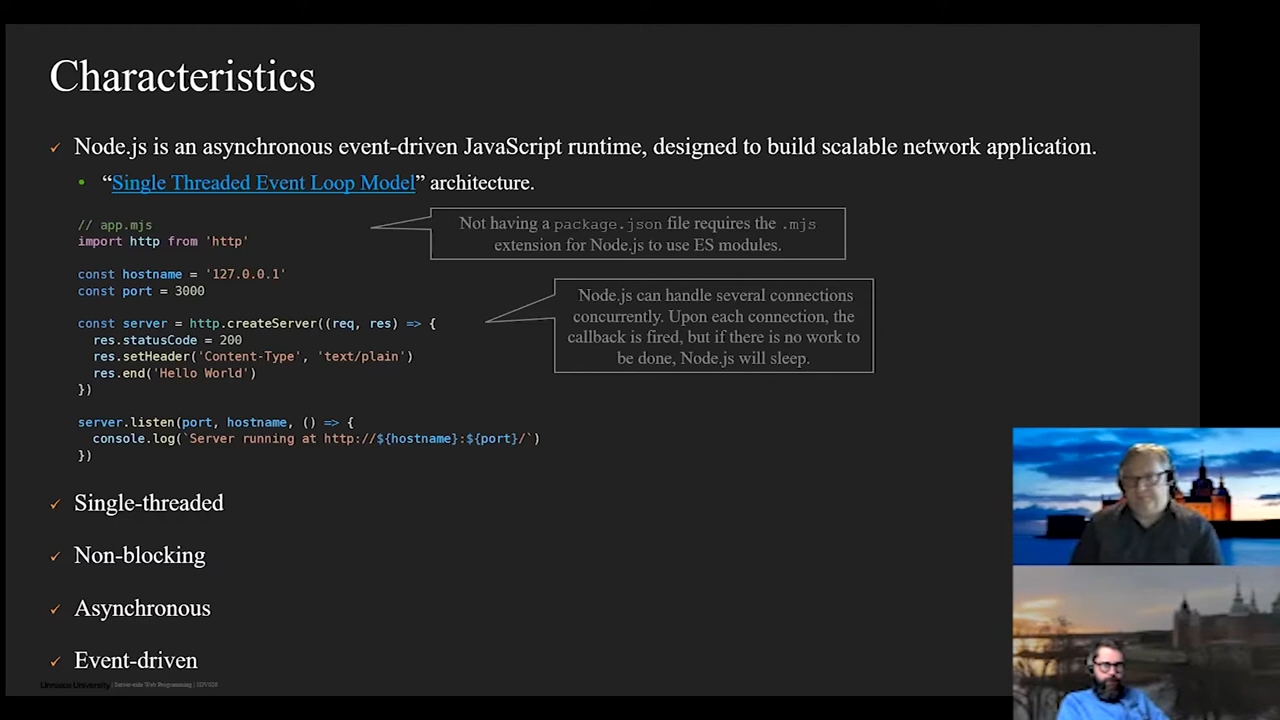 Characteristics
✓ Node.js is an asynchronous event-driven JavaScript runtime, designed to build scalable network application.
• “Single Threaded Event Loop Model” architecture.
// app.mjs
import http from 'http'
const hostname = '127.0.0.1'
const port = 3000
const server = http.createServer((req, res) => {
res.statusCode = 200
res.setHeader('Content-Type', 'text/plain')
res.end('Hello World')
})
server.listen(port, hostname, () => {
console.log(`Server running at http://${hostname}:${port}/`)
})
Not having a package.json file requires the .mjs
extension for Node.js to use ES modules.
Node.js can handle several connections
concurrently. Upon each connection, the
callback is fired, but if there is no work to
be done, Node.js will sleep.
✓ Single-threaded
✓ Non-blocking
✓ Asynchronous
✓ Event-driven
University | Server-side Web Programming |